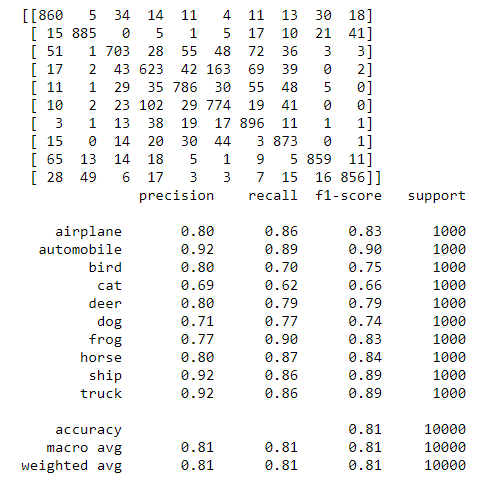 [[860 5 34 14 11 4 11 13 30 18]
[ 15 885 0 5 1 5 17 10 21 41]
[ 51 1 703 28 55 48 72 36 3 3]
[ 17 2 43 623 42 163 69 39 0 2]
[ 11 1 29 35 786 30 55 48 5 0]
[ 10 2 23 102 29 774 19 41 0 0]
[ 3 1 13 38 19 17 896 11 1 1]
[ 15 0 14 20 30 44 3 873 0 1]
[ 65 13 14 18 5 1 9 5 859 11]
[ 28 49 6 17 3 3 7 15 16 856]]
precision recall f1-score support
airplane 0.80 0.86 0.83 1000
automobile 0.92 0.89 0.90 1000
bird 0.80 0.70 0.75 1000
cat 0.69 0.62 0.66 1000
deer 0.80 0.79 0.79 1000
dog 0.71 0.77 0.74 1000
frog 0.77 0.90 0.83 1000
horse 0.80 0.87 0.84 1000
ship 0.92 0.86 0.89 1000
truck 0.92 0.86 0.89 1000
accuracy 0.81 10000
macro avg 0.81 0.81 0.81 10000
weighted avg 0.81 0.81 0.81 10000